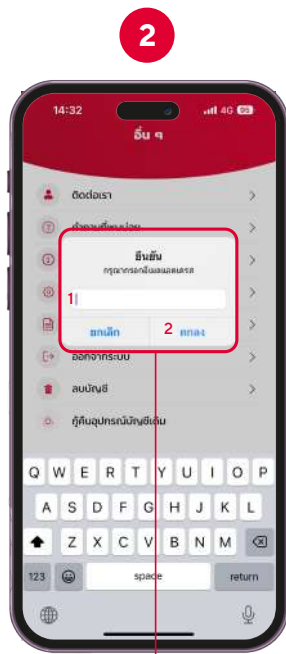 2
14:32
4G 96
อื่น ๆ
ติดต่อเรา
ยืนยัน
กรุณากรอกอีเมลแอดเดรส
1
ยกเลิก
2 ตกลง
ออกจากระบบ
ลบบัญชี
กู้คืนอุปกรณ์บัญชีเดิม
Q W E R T Y U I O P
A S D F G H J K L
Z X C V B N M
123 space return